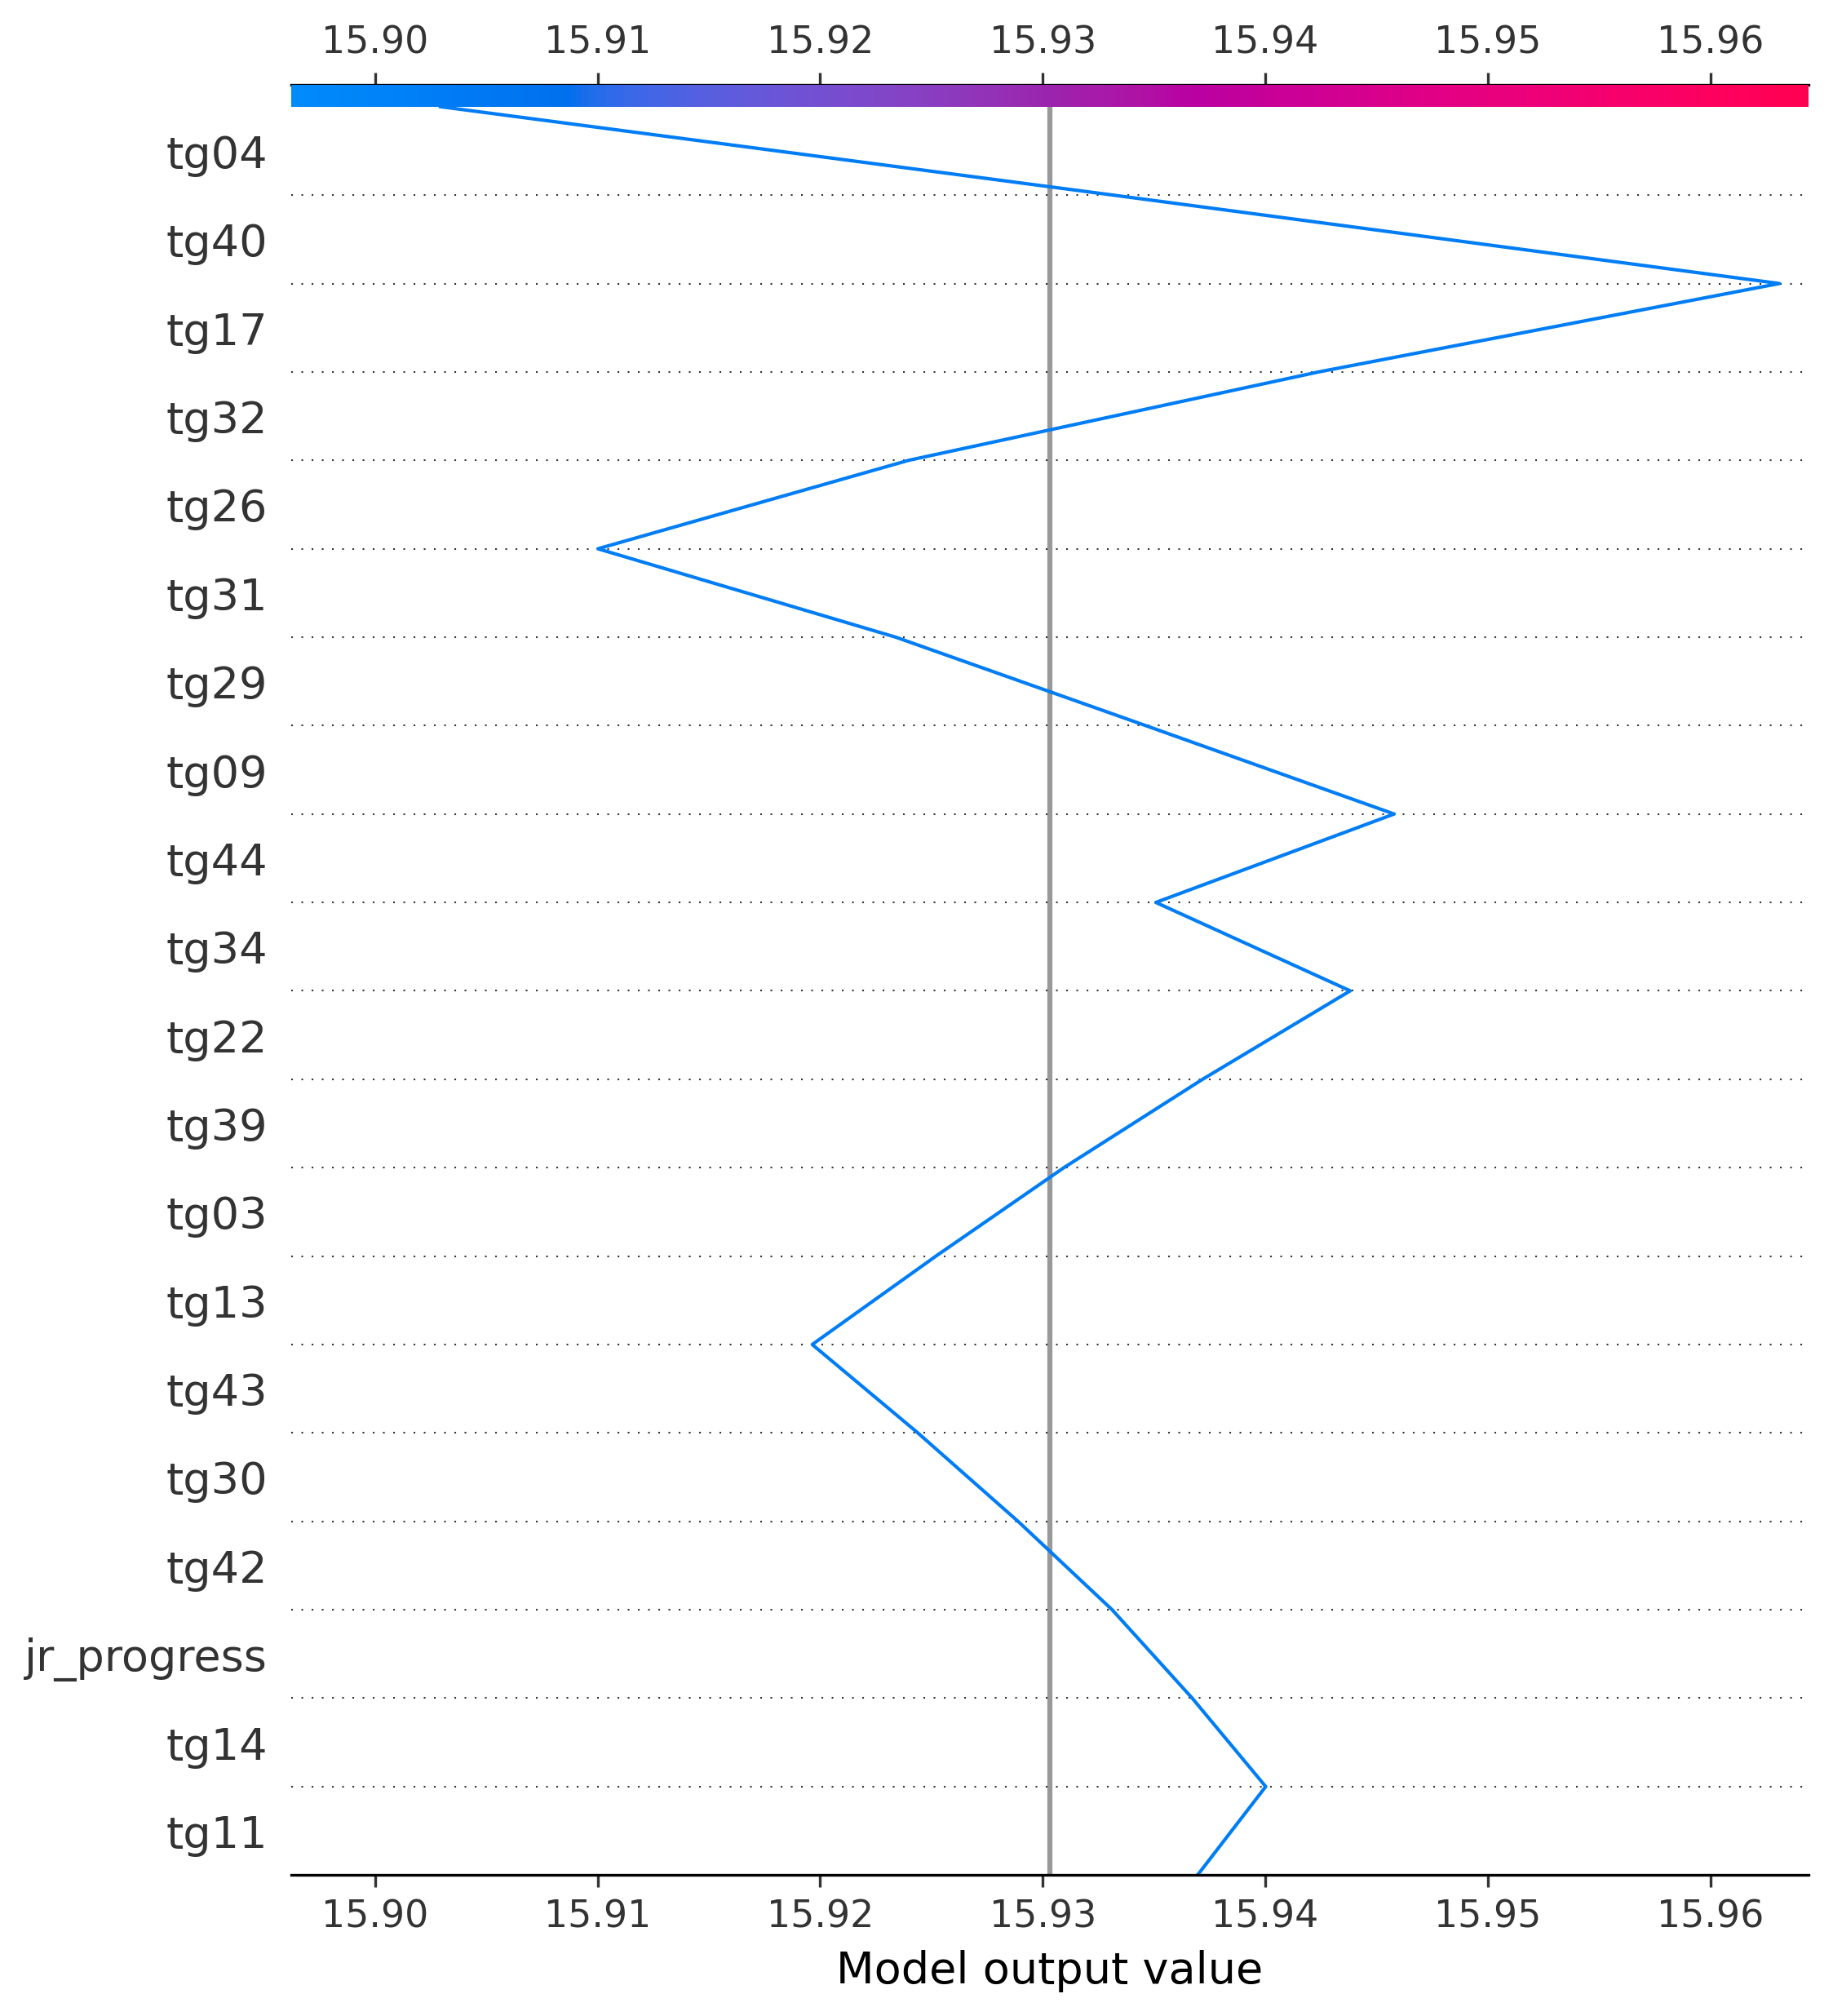 15.90 15.91 15.92 15.93 15.94 15.95 15.96
tg04
tg40
tg17
tg32
tg26
tg31
tg29
tg09
tg44
tg34
tg22
tg39
tg03
tg13
tg43
tg30
tg42
jr_progress
tg14
tg11
15.90 15.91 15.92 15.93 15.94 15.95 15.96
Model output value